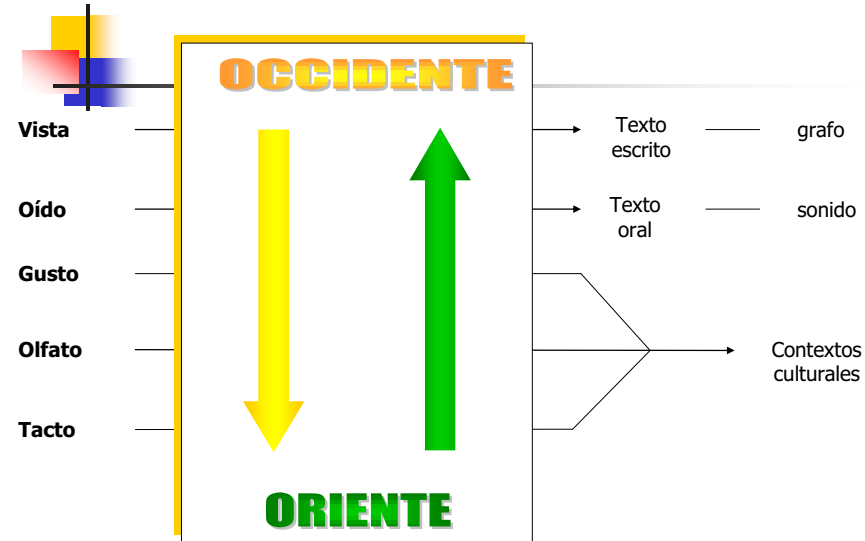 OCCIDENTE
Vista
Texto
escrito
grafo
Oído
Texto
oral
sonido
Gusto
Olfato
Contextos
culturales
Tacto
ORIENTE